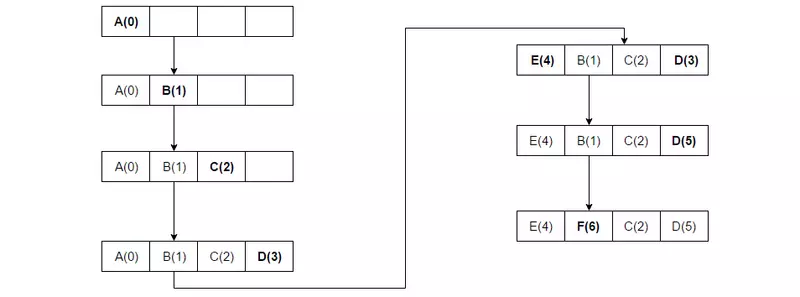 A(0)
A(0) B(1)
A(0) B(1) C(2)
A(0) B(1) C(2) D(3)
E(4) B(1) C(2) D(3)
E(4) B(1) C(2) D(5)
E(4) F(6) C(2) D(5)